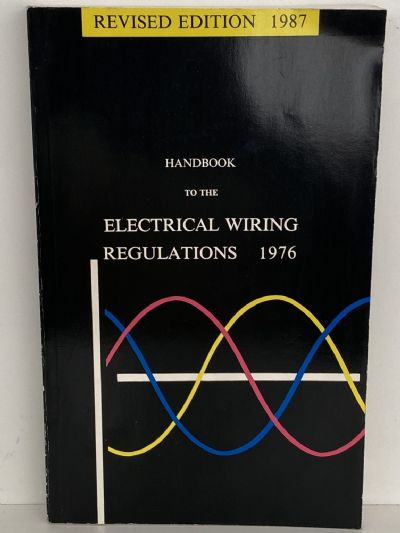 REVISED EDITION 1987
HANDBOOK
TO THE
ELECTRICAL WIRING
REGULATIONS 1976